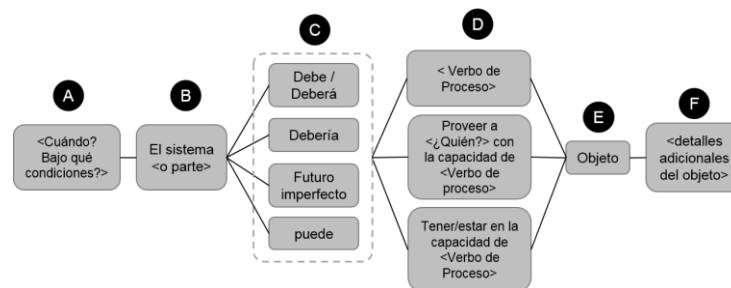 A
<Cuándo?
Bajo qué
condiciones?>
B
El sistema
<o parte>
C
Debe /
Deberá
Debería
Futuro
imperfecto
puede
D
< Verbo de
Proceso>
Proveer a
<¿Quién?> con
la capacidad de
<Verbo de
proceso>
Tener/estar en la
capacidad de
<Verbo de
Proceso>
E
Objeto
F
<detalles
adicionales
del objeto>